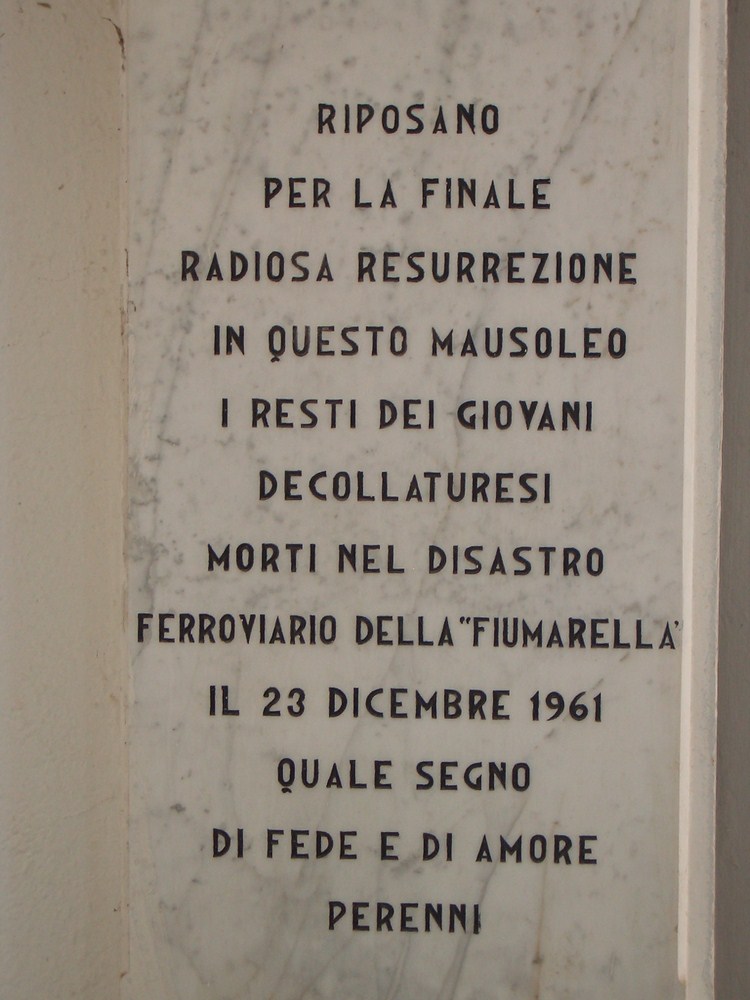 RIPOSANO
PER LA FINALE
RADIOSA RESURREZIONE
IN QUESTO MAUSOLEO
I RESTI DEI GIOVANI
DECOLLATURESI
MORTI NEL DISASTRO
FERROVIARIO DELLA "FIUMARELLA"
IL 23 DICEMBRE 1961
QUALE SEGNO
DI FEDE E DI AMORE
PERENNI